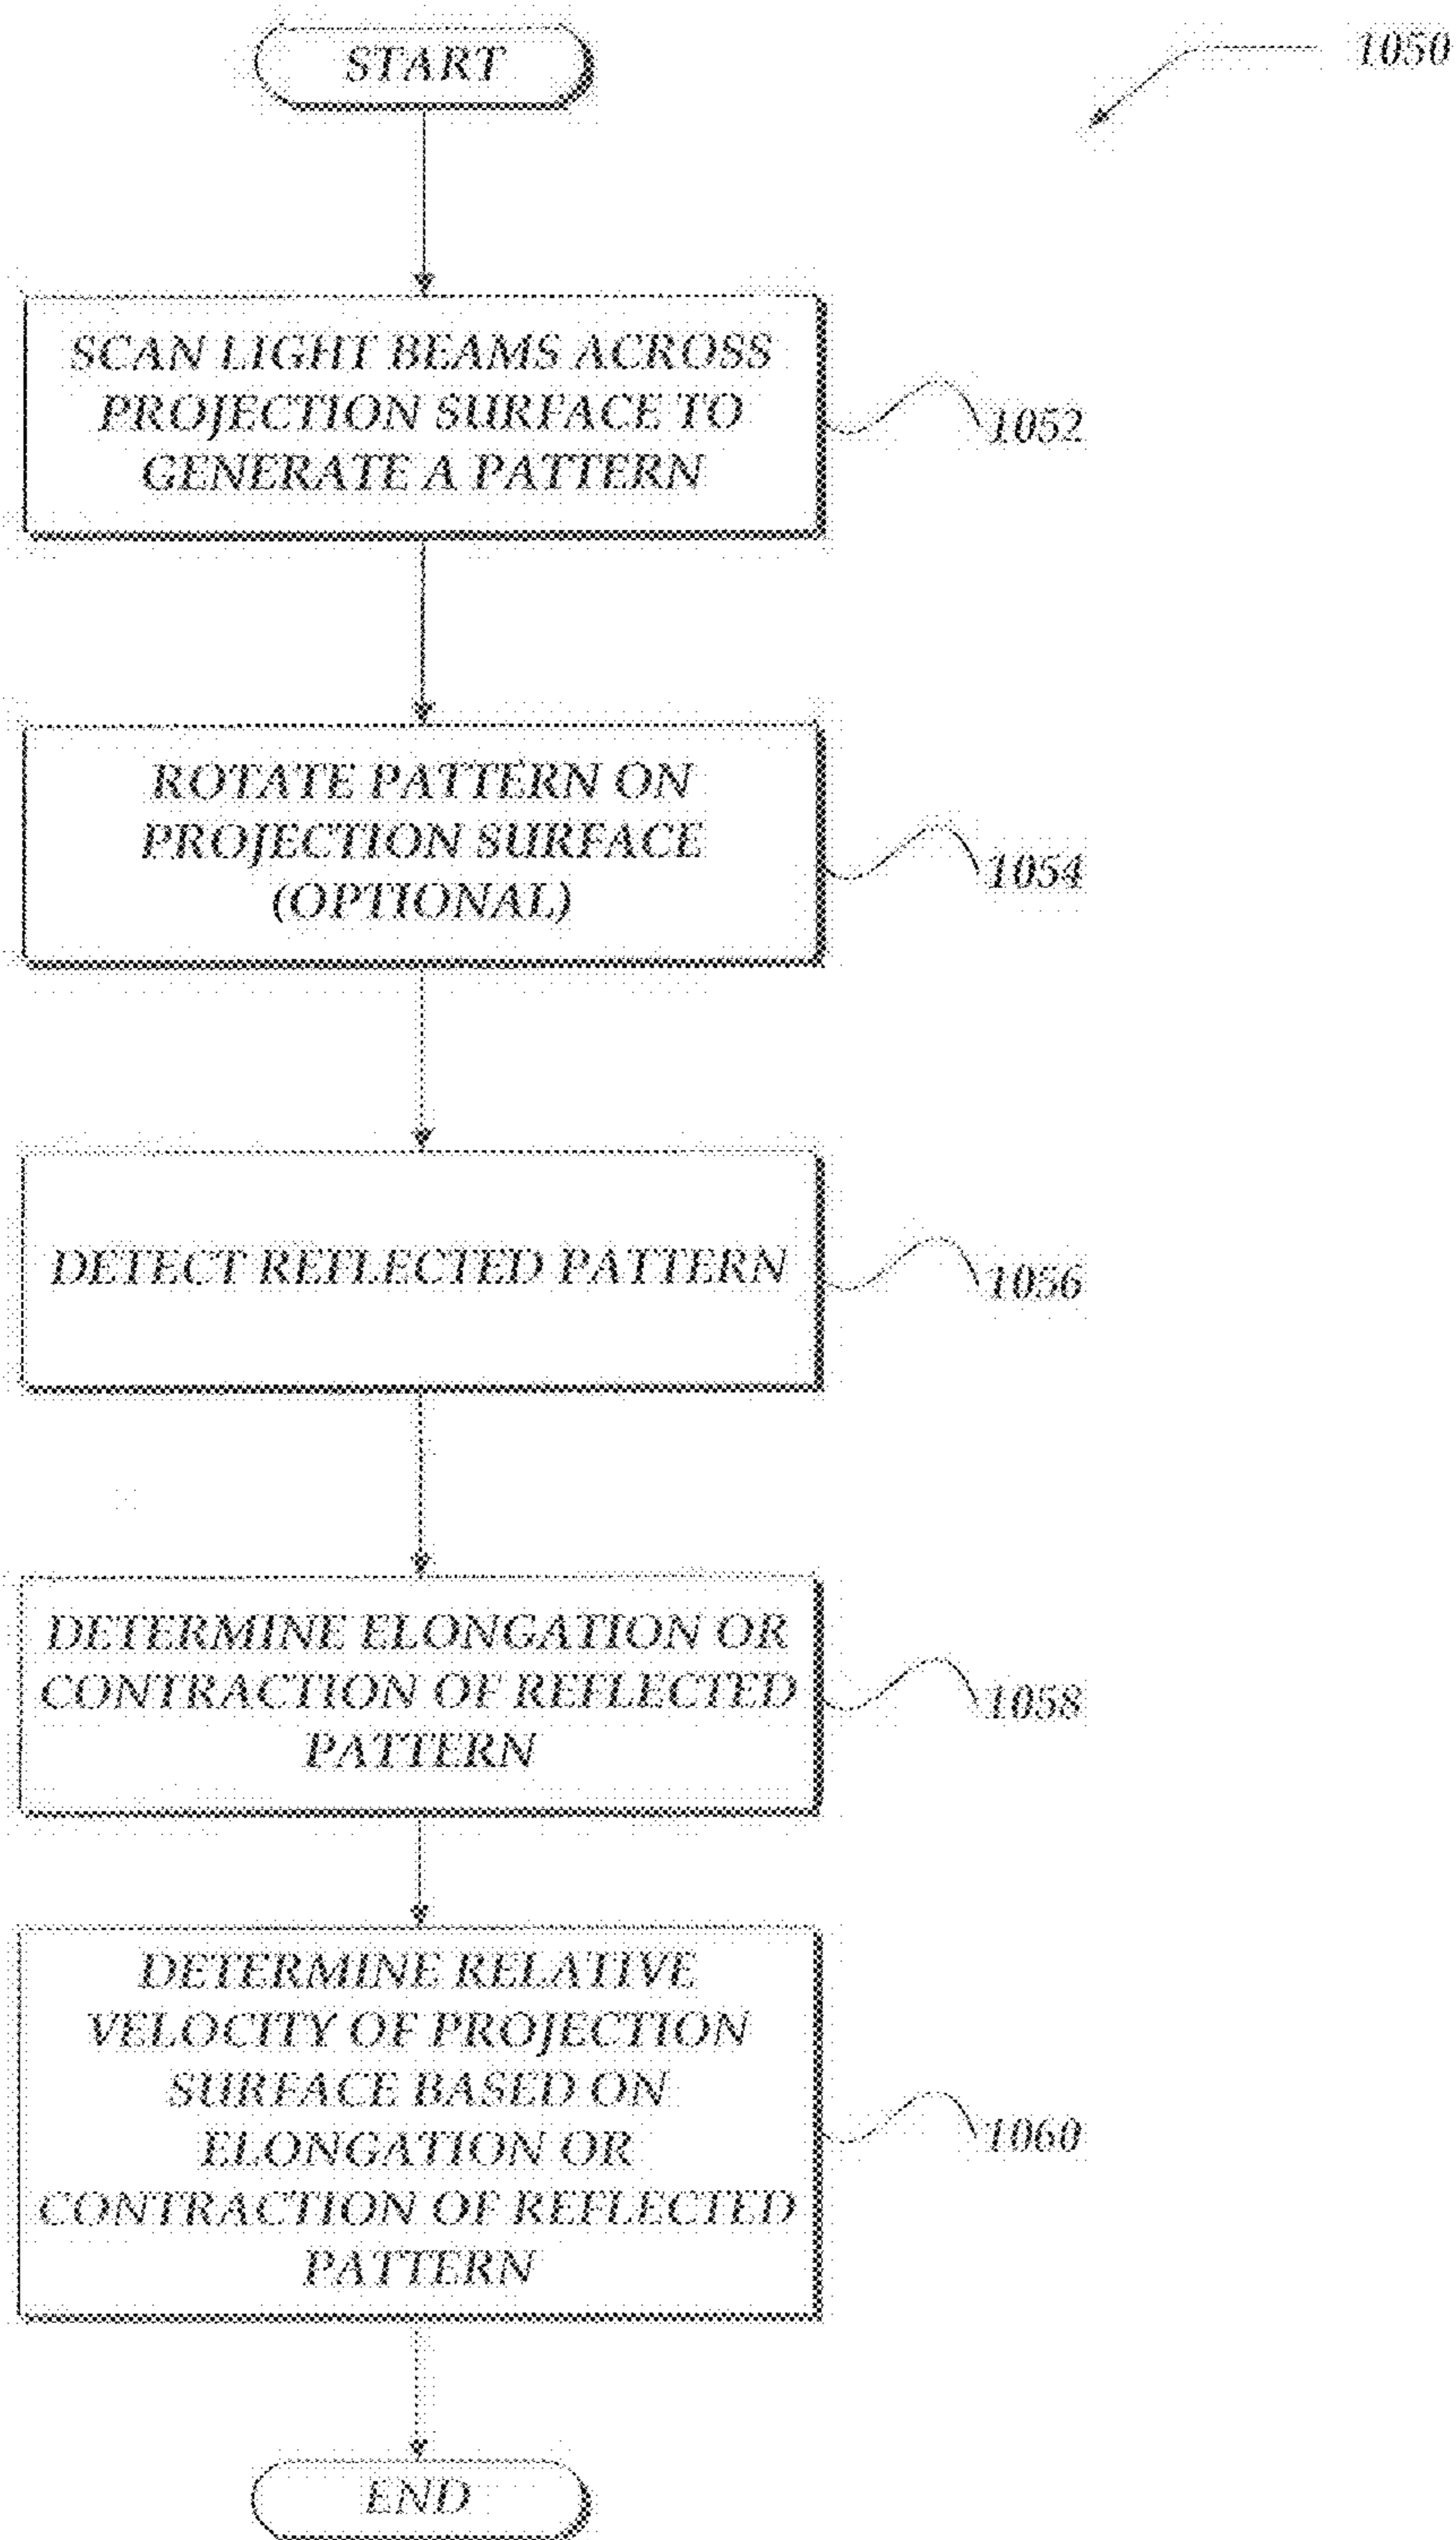 START
1050
SCAN LIGHT BEAMS ACROSS
PROJECTION SURFACE TO
GENERATE A PATTERN
1052
ROTATE PATTERN ON
PROJECTION SURFACE
(OPTIONAL)
1054
DETECT REFLECTED PATTERN
1056
DETERMINE ELONGATION OR
CONTRACTION OF REFLECTED
PATTERN
1058
DETERMINE RELATIVE
VELOCITY OF PROJECTION
SURFACE BASED ON
ELONGATION OR
CONTRACTION OF REFLECTED
PATTERN
1060
END